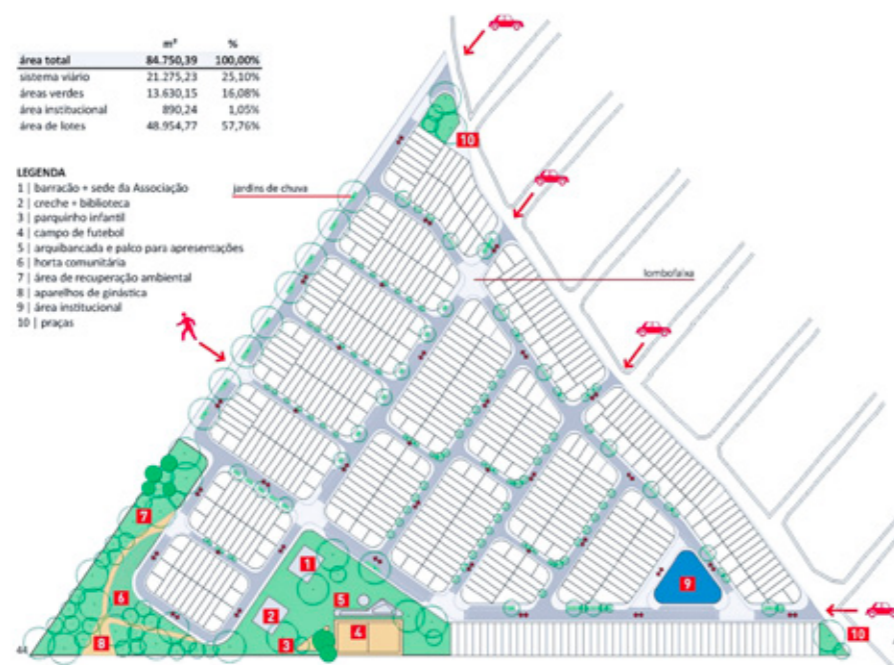 m² %
área total 84.750,39 100,00%
sistema viário 21.275,23 25,10%
áreas verdes 13.630,15 16,08%
área institucional 890,24 1,05%
área de lotes 48.954,77 57,76%
LEGENDA
1 | barracão + sede da Associação
2 | creche + biblioteca
3 | parquinho infantil
4 | campo de futebol
5 | arquibancada e palco para apresentações
6 | horta comunitária
7 | área de recuperação ambiental
8 | aparelhos de ginástica
9 | área institucional
10 | praças
10
jardins de chuva
lombofaixa
7
1
9
6
5
2
4
10
3
8
44